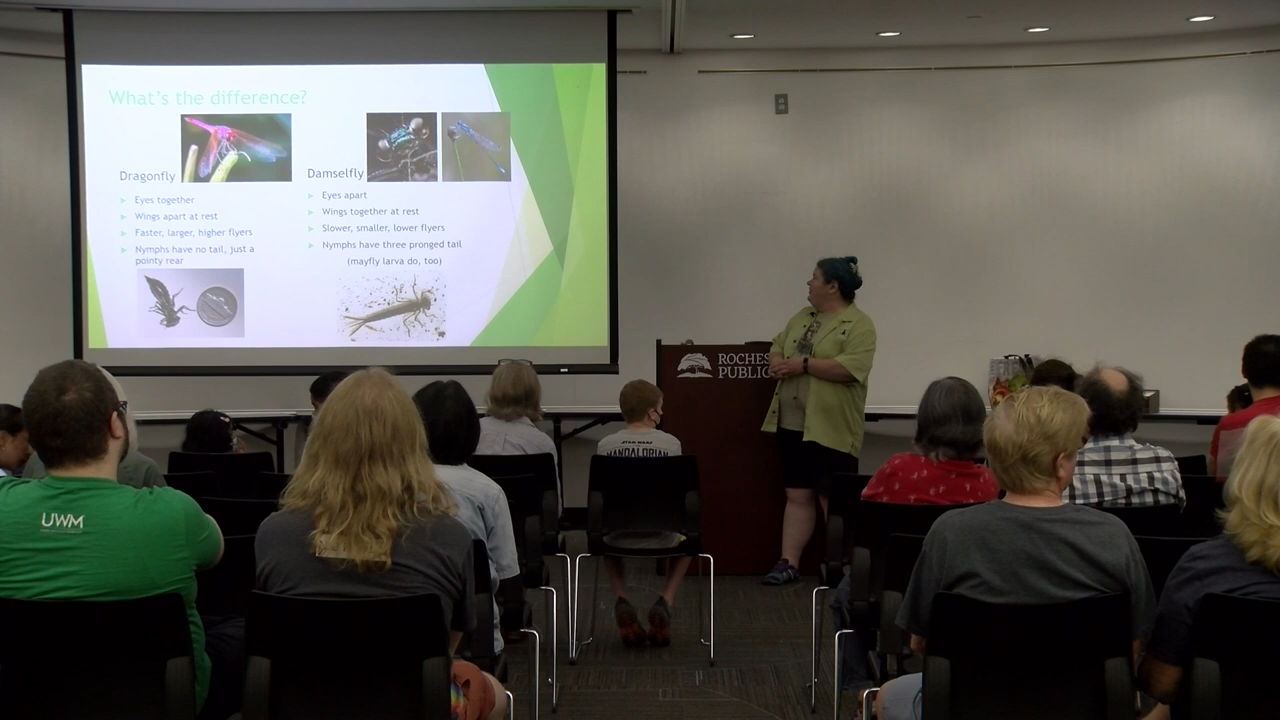 What's the difference?
Dragonfly
Eyes together
Wings apart at rest
Faster, larger, higher flyers
Nymphs have no tail, just a
pointy rear
Damselfly
Eyes apart
Wings together at rest
Slower, smaller, lower flyers
Nymphs have three pronged tail
(mayfly larva do, too)
ROCHES
PUBLIC
STAR WARS
MANDALORIAN
UWM